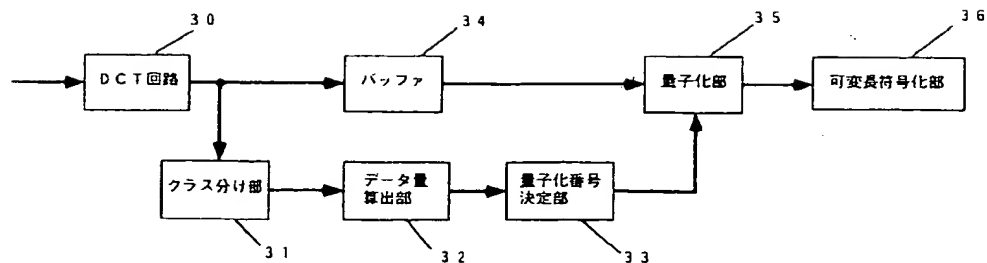 30
34
35
36
DCT回路
バッファ
量子化部
可変長符号化部
クラス分け部
データ量
算出部
量子化番号
決定部
31
32
33